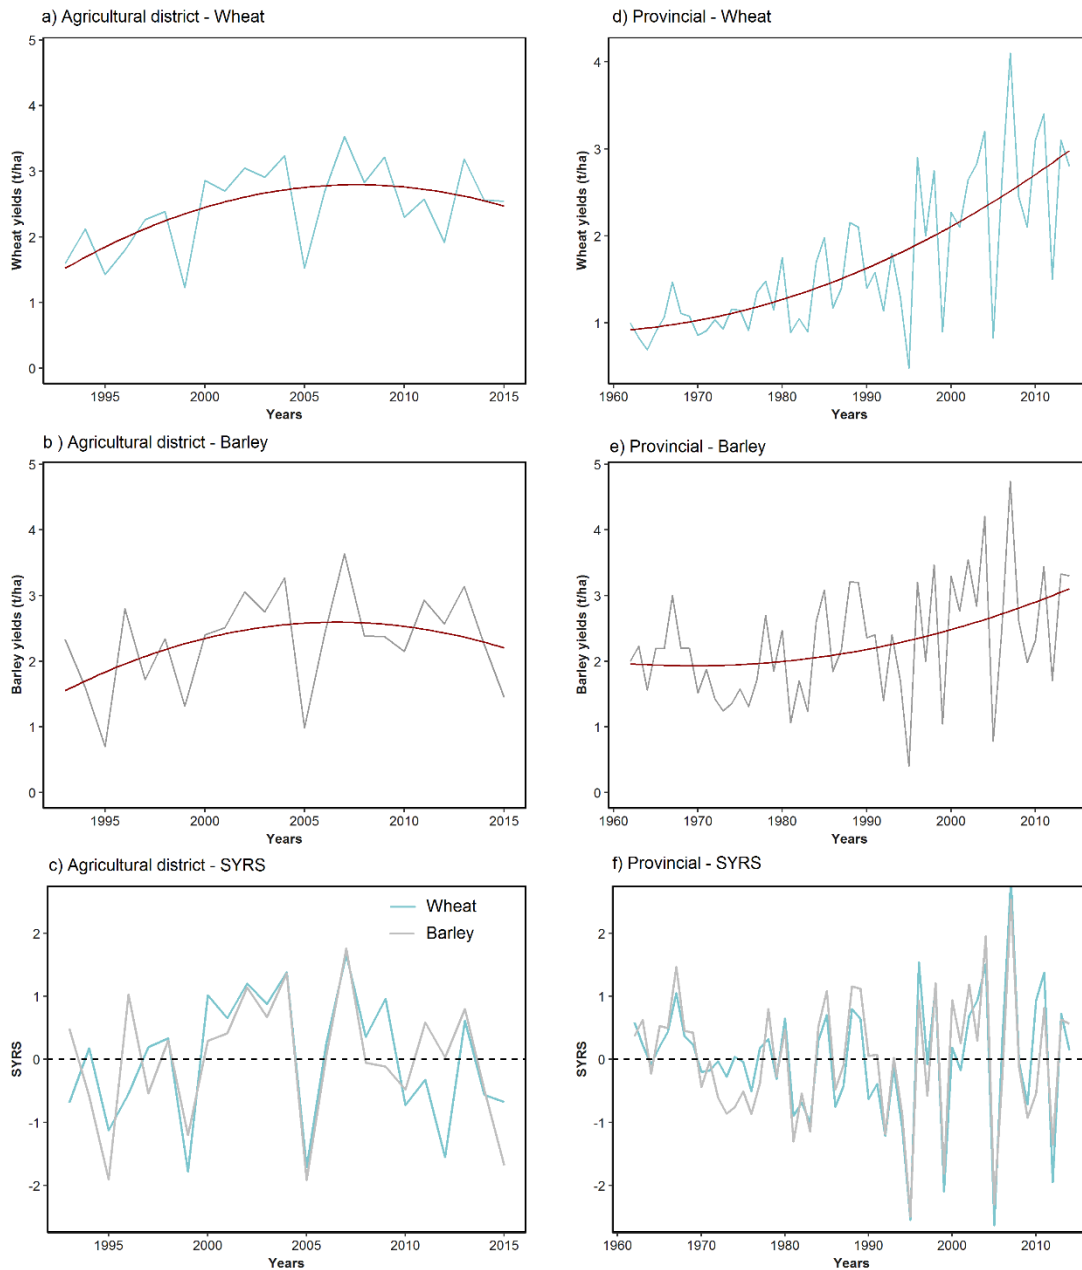 a) Agricultural district - Wheat
5
4
3
2
1
0
Wheat yields (t/ha)
1995 2000 2005 2010 2015
Years
d) Provincial - Wheat
4
3
2
1
Wheat yields (t/ha)
1960 1970 1980 1990 2000 2010
Years
b ) Agricultural district - Barley
5
4
3
2
1
0
Barley yields (t/ha)
1995 2000 2005 2010 2015
Years
e) Provincial - Barley
5
4
3
2
1
0
Barley yields (t/ha)
1960 1970 1980 1990 2000 2010
Years
c) Agricultural district - SYRS
Wheat
Barley
2
1
0
-1
-2
SYRS
1995 2000 2005 2010 2015
Years
f) Provincial - SYRS
2
1
0
-1
-2
SYRS
1960 1970 1980 1990 2000 2010
Years